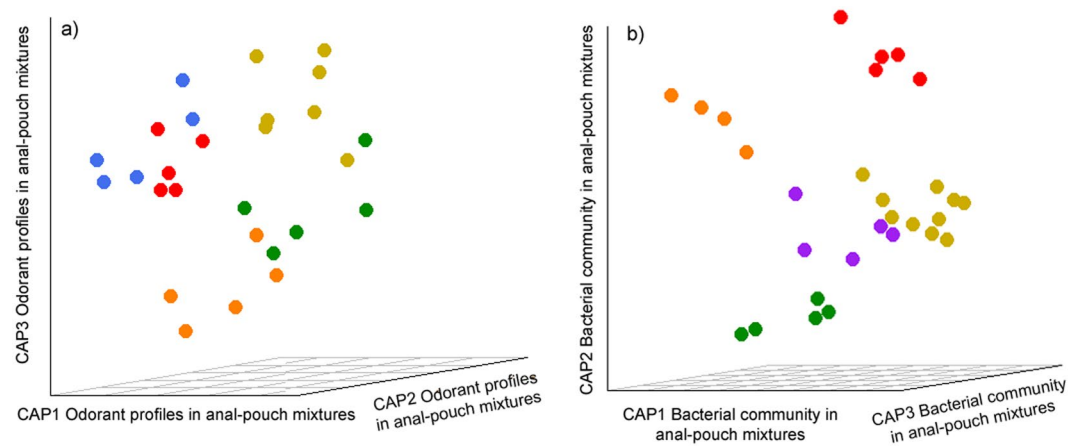 a)
CAP3 Odorant profiles in anal-pouch mixtures
CAP1 Odorant profiles in anal-pouch mixtures
CAP2 Odorant profiles
in anal-pouch mixtures
b)
CAP2 Bacterial community in anal-pouch mixtures
CAP1 Bacterial community in
anal-pouch mixtures
CAP3 Bacterial community
in anal-pouch mixtures